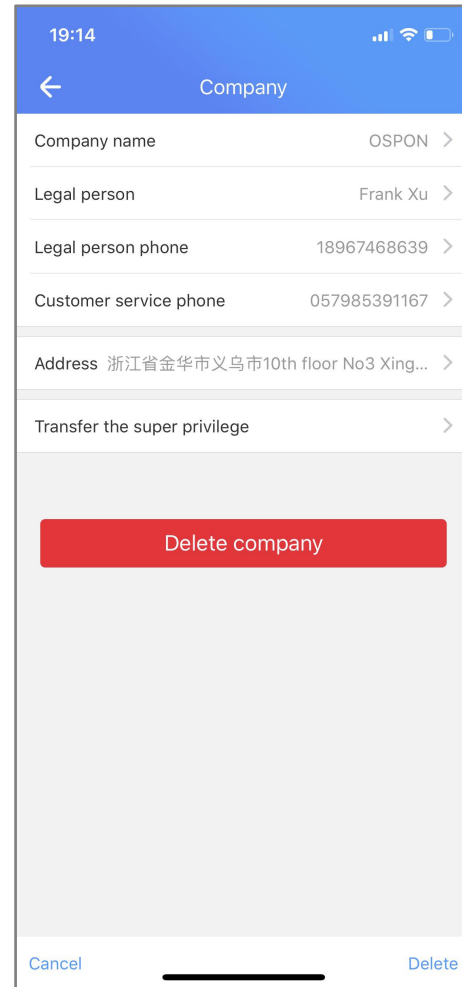 19:14
Company
Company name OSPON
Legal person Frank Xu
Legal person phone 18967468639
Customer service phone 057985391167
Address 浙江省金华市义乌市10th floor No3 Xing...
Transfer the super privilege
Delete company
Cancel Delete